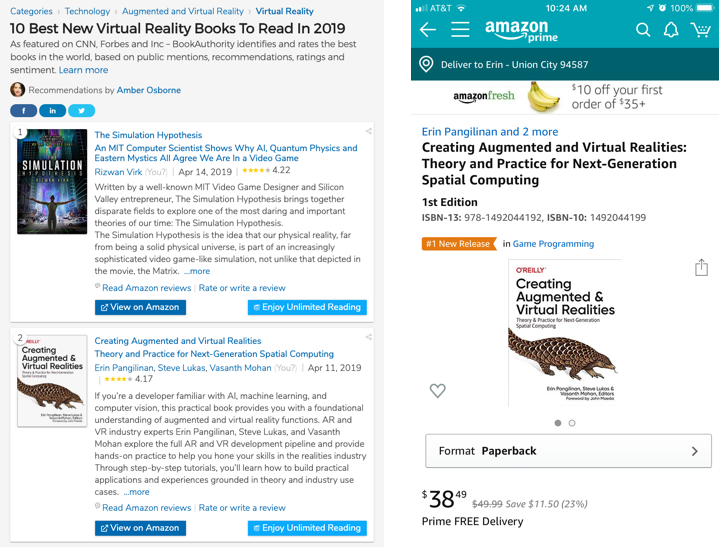 Categories › Technology › Augmented and Virtual Reality › Virtual Reality
10 Best New Virtual Reality Books To Read In 2019
As featured on CNN, Forbes and Inc – BookAuthority identifies and rates the best
books in the world, based on public mentions, recommendations, ratings and
sentiment. Learn more
Recommendations by Amber Osborne
1
THE
SIMULATION
HYPOTHESIS
The Simulation Hypothesis
An MIT Computer Scientist Shows Why AI, Quantum Physics and
Eastern Mystics All Agree We Are In a Video Game
Rizwan Virk (You?) | Apr 14, 2019 | ★★★★★ 4.22
Written by a well-known MIT Video Game Designer and Silicon
Valley entrepreneur, The Simulation Hypothesis brings together
disparate fields to explore one of the most daring and important
theories of our time: The Simulation Hypothesis.
The Simulation Hypothesis is the idea that our physical reality, far
from being a solid physical universe, is part of an increasingly
sophisticated video game-like simulation, not unlike that depicted in
the movie, the Matrix. ...more
Read Amazon reviews | Rate or write a review
View on Amazon
Enjoy Unlimited Reading
2
Creating
Augmented &
Virtual Realities
Theory & Practice for Next-Generation
Spatial Computing
Erin Pangilinan, Steve Lukas &
Vasanth Mohan, Editors
Creating Augmented and Virtual Realities
Theory and Practice for Next-Generation Spatial Computing
Erin Pangilinan, Steve Lukas, Vasanth Mohan (You?) | Apr 11, 2019
| ★★★★★ 4.17
If you're a developer familiar with AI, machine learning, and
computer vision, this practical book provides you with a foundational
understanding of augmented and virtual reality functions. AR and
VR industry experts Erin Pangilinan, Steve Lukas, and Vasanth
Mohan explore the full AR and VR development pipeline and provide
hands-on practice to help you hone your skills in the realities industry
Through step-by-step tutorials, you'll learn how to build practical
applications and experiences grounded in theory and industry use
cases. ...more
Read Amazon reviews | Rate or write a review
View on Amazon
Enjoy Unlimited Reading
AT&T 10:24 AM 100%
amazon
prime
Deliver to Erin - Union City 94587
amazonfresh
$10 off your first
order of $35+
Erin Pangilinan and 2 more
Creating Augmented and Virtual Realities:
Theory and Practice for Next-Generation
Spatial Computing
1st Edition
ISBN-13: 978-1492044192, ISBN-10: 1492044199
#1 New Release in Game Programming
O'REILLY
Creating
Augmented &
Virtual Realities
Theory & Practice for Next-Generation
Spatial Computing
Erin Pangilinan, Steve Lukas &
Vasanth Mohan, Editors
Foreword by John Maeda
Format Paperback
$38 49 $49.99 Save $11.50 (23%)
Prime FREE Delivery